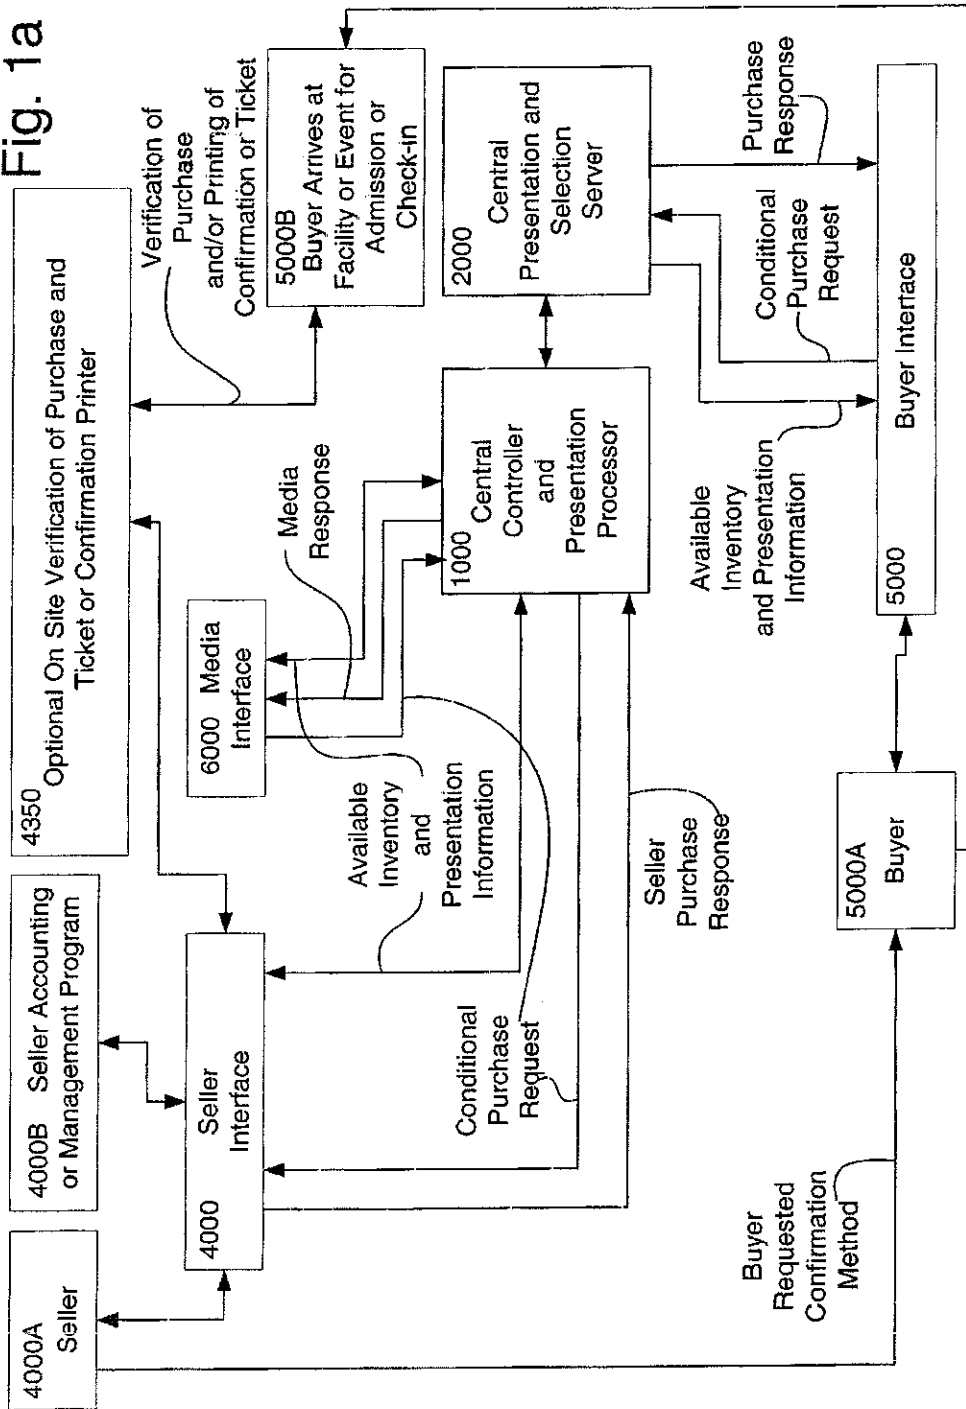 Fig. 1a
4000A
Seller
4000B Seller Accounting
or Management Program
4350
Optional On Site Verification of Purchase and
Ticket or Confirmation Printer
4000
Seller
Interface
6000 Media
Interface
Media
Response
Verification of
Purchase
and/or Printing of
Confirmation or Ticket
5000B
Buyer Arrives at
Facility or Event for
Admission or
Check-in
Available
Inventory
and
Presentation
Information
Conditional
Purchase
Request
1000
Central
Controller
and
Presentation
Processor
2000
Central
Presentation and
Selection
Server
Seller
Purchase
Response
Available
Inventory
and Presentation
Information
Conditional
Purchase
Request
Purchase
Response
Buyer
Requested
Confirmation
Method
5000A
Buyer
5000
Buyer Interface